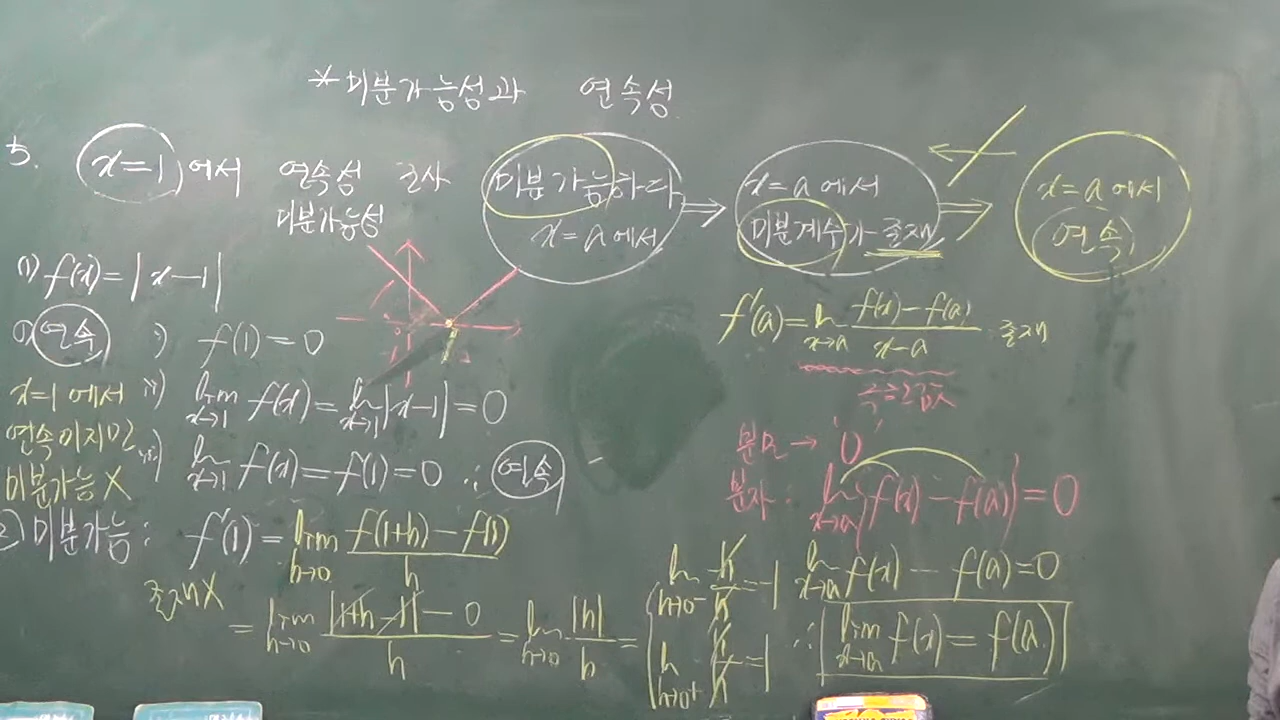 *미분가능성과 연속성
5. x=1에서 연속성 조사
미분가능성
(1) f(x)=|x-1|
① 연속 i) f(1)=0
ii) lim x→1 f(x)=lim x→1 |x-1|=0
iii) lim x→1 f(x)=f(1)=0 ∴ 연속
x=1에서
연속이지만
미분가능X
② 미분가능: f'(1)=lim h→0 f(1+h)-f(1) / h
존재X
= lim h→0 |1+h-1|-0 / h = lim h→0 |h| / h = { lim h→0- -h/h=-1
lim h→0+ h/h=1
미분가능하다
x=a에서
⇒
x=a에서
미분계수가 존재
⇒
←
x=a에서
연속
f'(a)=lim x→a f(x)-f(a) / x-a 존재
분모→'0'
분자: lim x→a {f(x)-f(a)}=0
lim x→a f(x)-f(a)=0
∴ lim x→a f(x)=f(a)